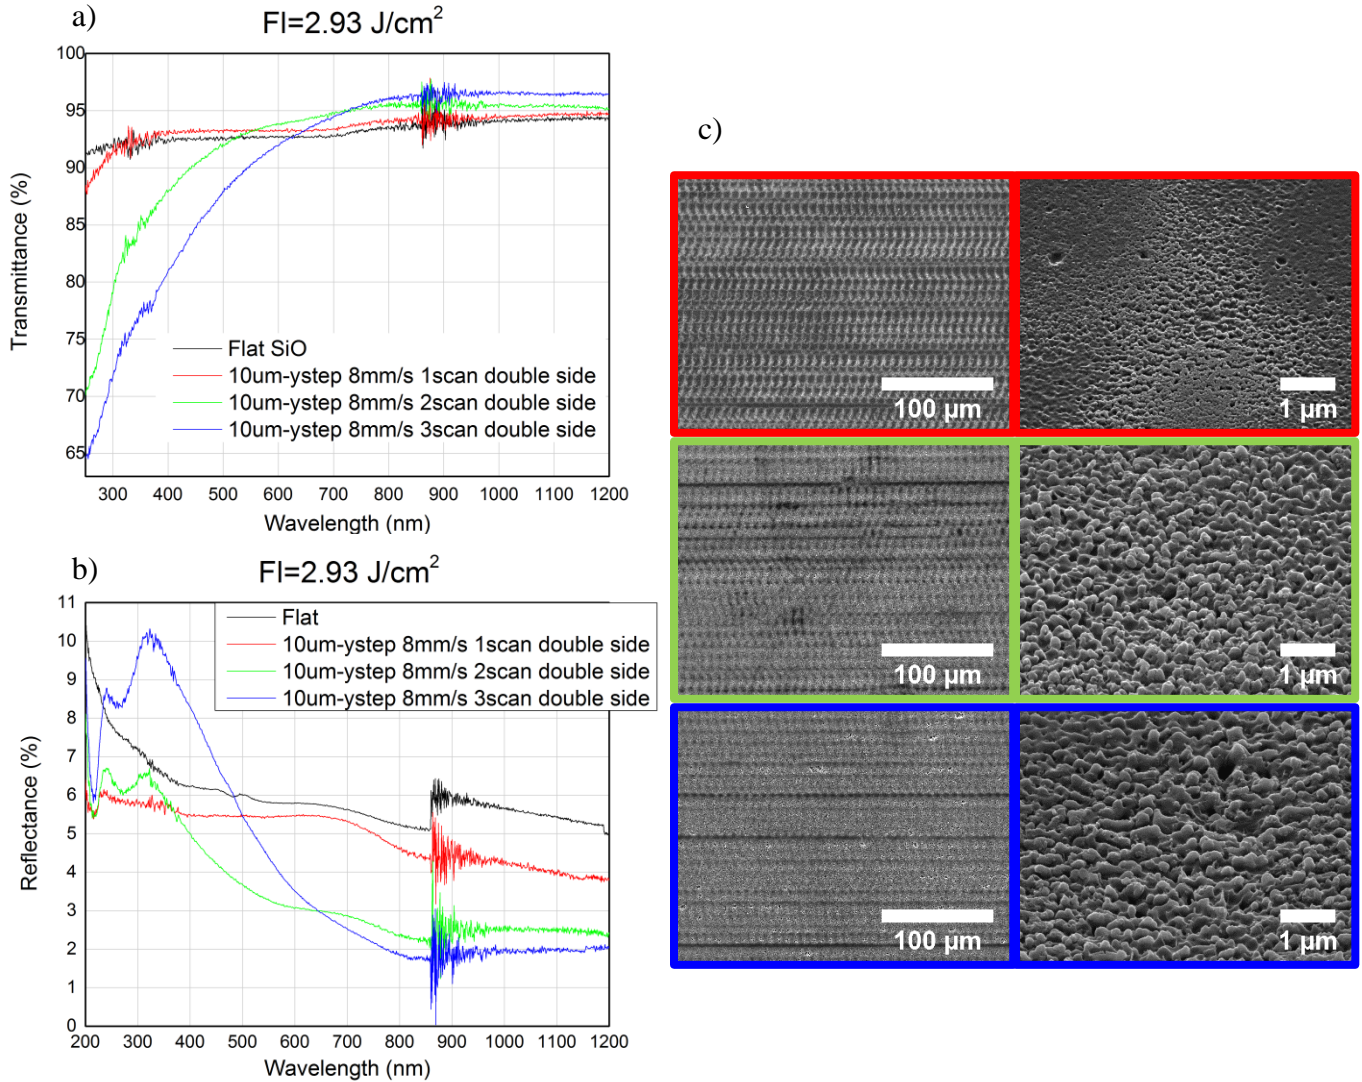 a)
Fl=2.93 J/cm²
100
95
90
85
80
75
70
65
Transmittance (%)
Flat SiO
10um-ystep 8mm/s 1scan double side
10um-ystep 8mm/s 2scan double side
10um-ystep 8mm/s 3scan double side
300 400 500 600 700 800 900 1000 1100 1200
Wavelength (nm)
b)
Fl=2.93 J/cm²
11
10
9
8
7
6
5
4
3
2
1
0
Reflectance (%)
Flat
10um-ystep 8mm/s 1scan double side
10um-ystep 8mm/s 2scan double side
10um-ystep 8mm/s 3scan double side
200 300 400 500 600 700 800 900 1000 1100 1200
Wavelength (nm)
c)
100 µm
1 µm
100 µm
1 µm
100 µm
1 µm